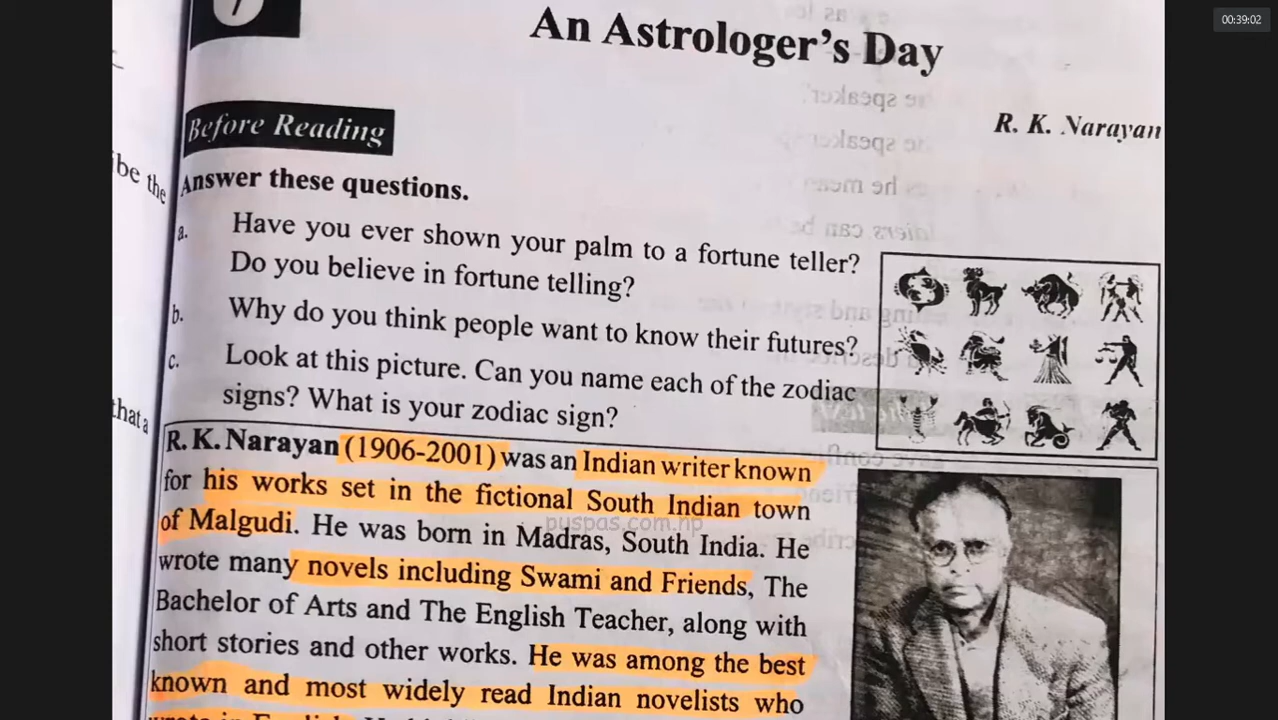 00:39:02
7
An Astrologer's Day
R. K. Narayan
Before Reading
be the
Answer these questions.
a. Have you ever shown your palm to a fortune teller?
Do you believe in fortune telling?
b. Why do you think people want to know their futures?
c. Look at this picture. Can you name each of the zodiac
signs? What is your zodiac sign?
that a
R. K. Narayan (1906-2001) was an Indian writer known
for his works set in the fictional South Indian town
of Malgudi. He was born in Madras, South India. He
puspas.com.np
wrote many novels including Swami and Friends, The
Bachelor of Arts and The English Teacher, along with
short stories and other works. He was among the best
known and most widely read Indian novelists who
wrote in English.